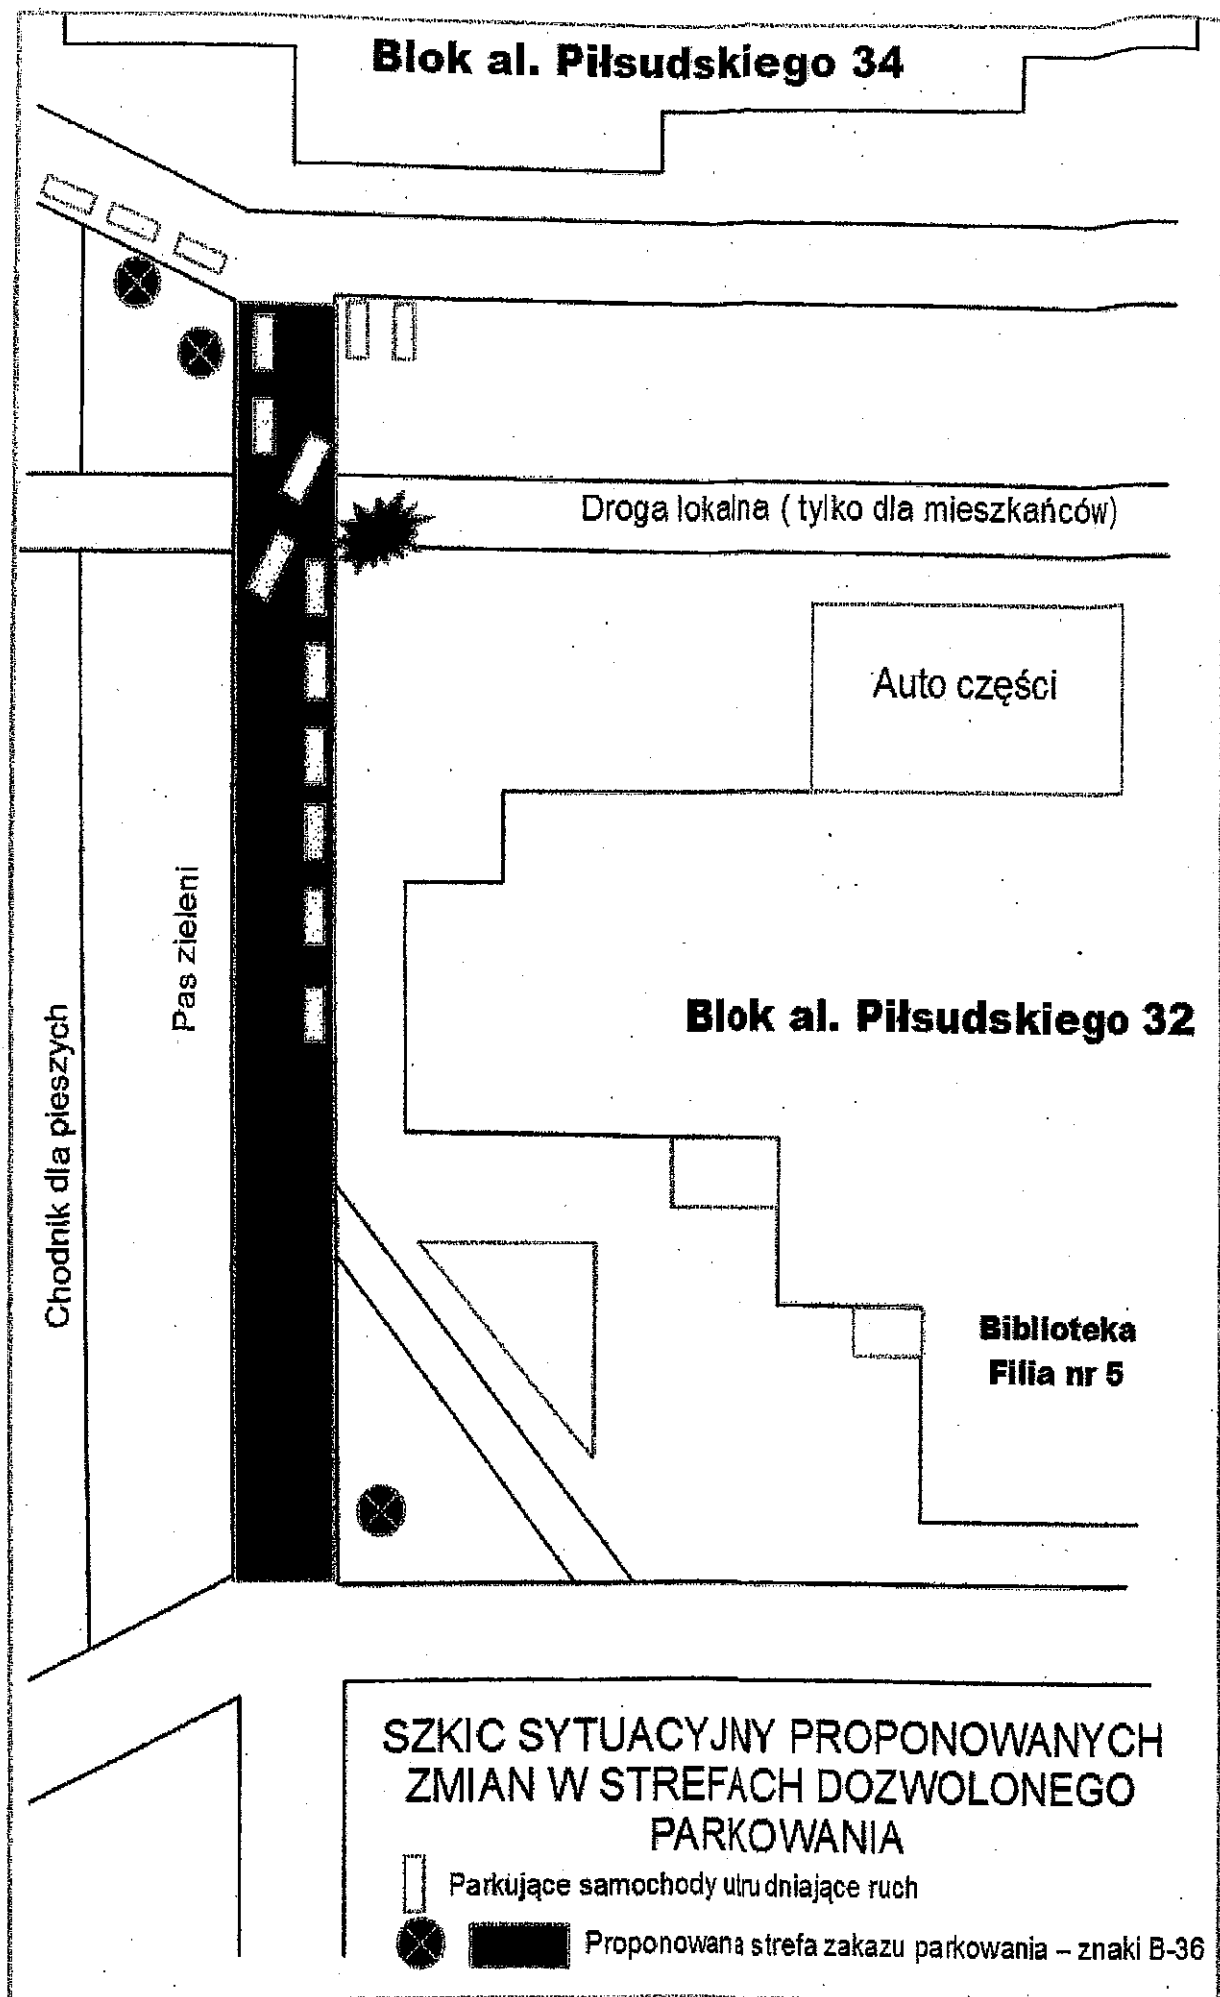 Blok al. Piłsudskiego 34
Droga lokalna ( tylko dla mieszkańców)
Auto części
Pas zieleni
Blok al. Piłsudskiego 32
Chodnik dla pieszych
Biblioteka
Filia nr 5
SZKIC SYTUACYJNY PROPONOWANYCH
ZMIAN W STREFACH DOZWOLONEGO
PARKOWANIA
Parkujące samochody utrudniające ruch
Proponowana strefa zakazu parkowania – znaki B-36